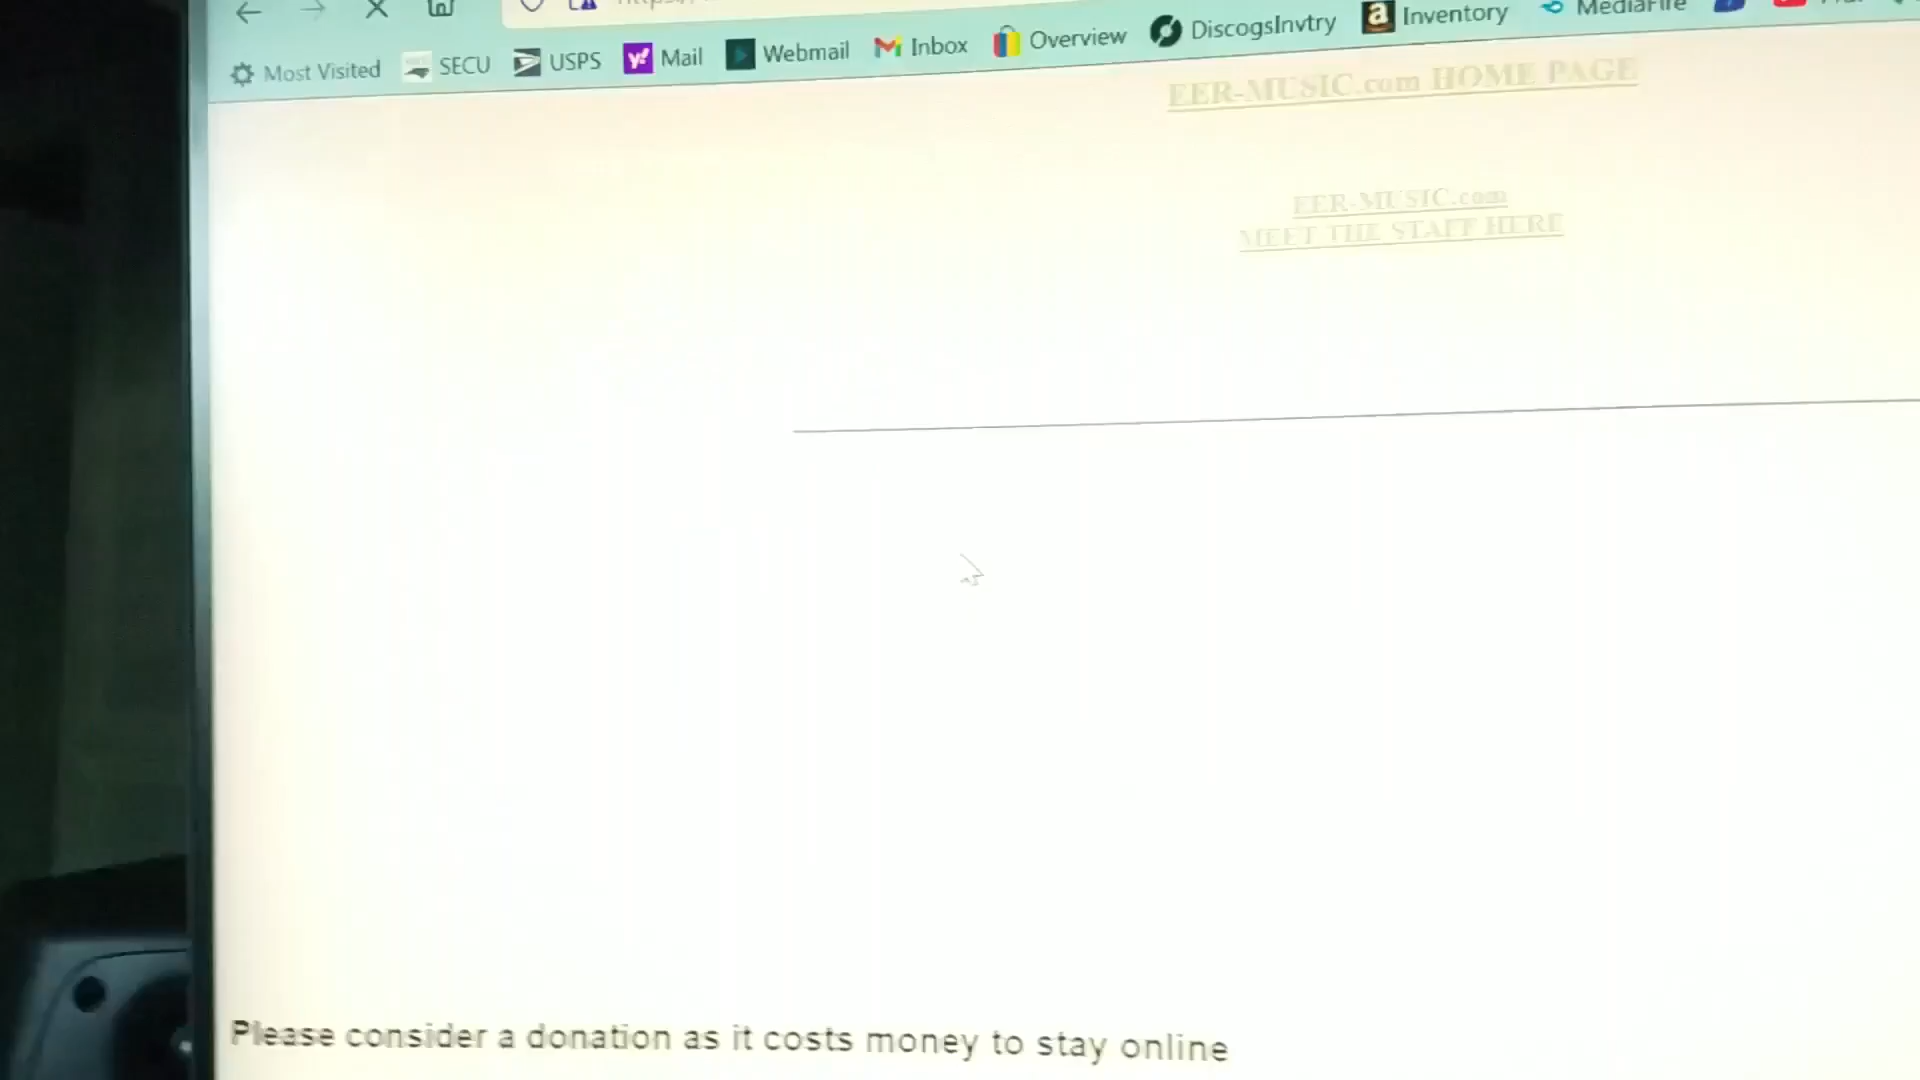 Most Visited SECU USPS Mail Webmail Inbox Overview DiscogsInvtry Inventory MediaFire
EER-MUSIC.com HOME PAGE
EER-MUSIC.com
MEET THE STAFF HERE
Please consider a donation as it costs money to stay online